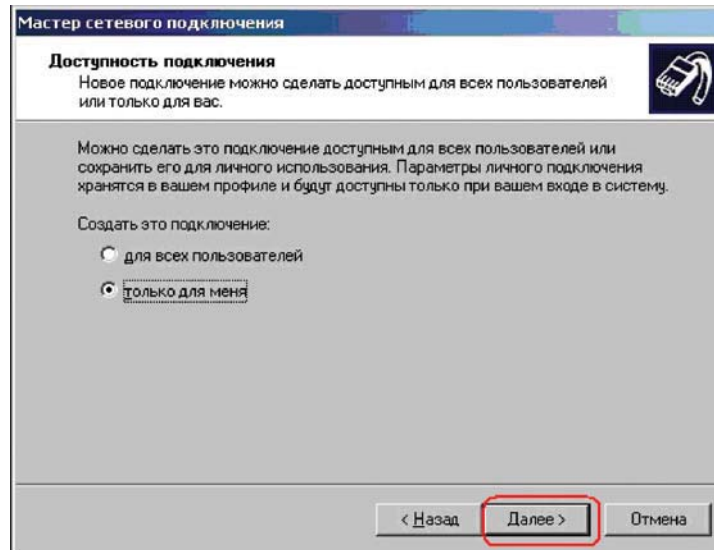 Мастер сетевого подключения
Доступность подключения
Новое подключение можно сделать доступным для всех пользователей
или только для вас.
Можно сделать это подключение доступным для всех пользователей или
сохранить его для личного использования. Параметры личного подключения
хранятся в вашем профиле и будут доступны только при вашем входе в систему.
Создать это подключение:
для всех пользователей
только для меня
< Назад Далее > Отмена